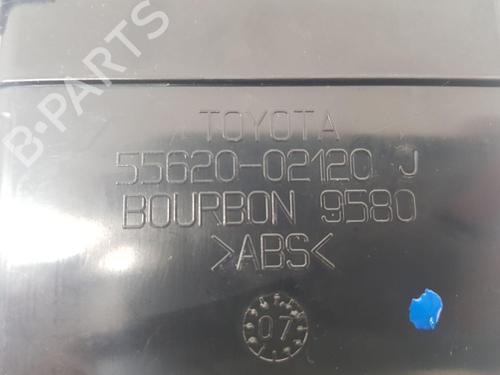 B-PARTS
TOYOTA
55620-02120 J
BOURBON 9580
>ABS<
07